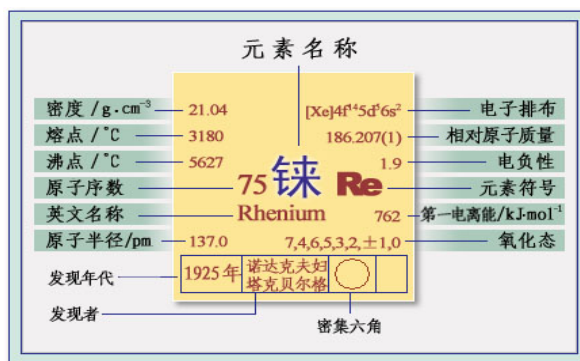 元素名称
密度 /g.cm⁻³ 21.04 [Xe]4f¹⁴5d⁵6s² 电子排布
熔点 /°C 3180 186.207(1) 相对原子质量
沸点 /°C 5627 1.9 电负性
原子序数 75 铼 Re 元素符号
英文名称 Rhenium 762 第一电离能/kJ·mol⁻¹
原子半径/pm 137.0 7,4,6,5,3,2,±1,0 氧化态
发现年代 1925 年 诺达克夫妇
塔克贝尔格
发现者 密集六角